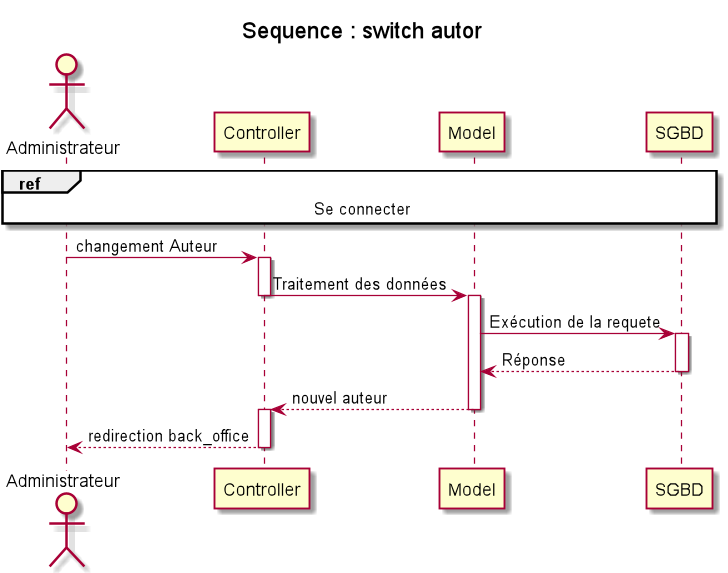 Sequence : switch autor
Administrateur
Controller
Model
SGBD
ref
Se connecter
changement Auteur
Traitement des données
Exécution de la requete
Réponse
nouvel auteur
redirection back_office
Administrateur
Controller
Model
SGBD